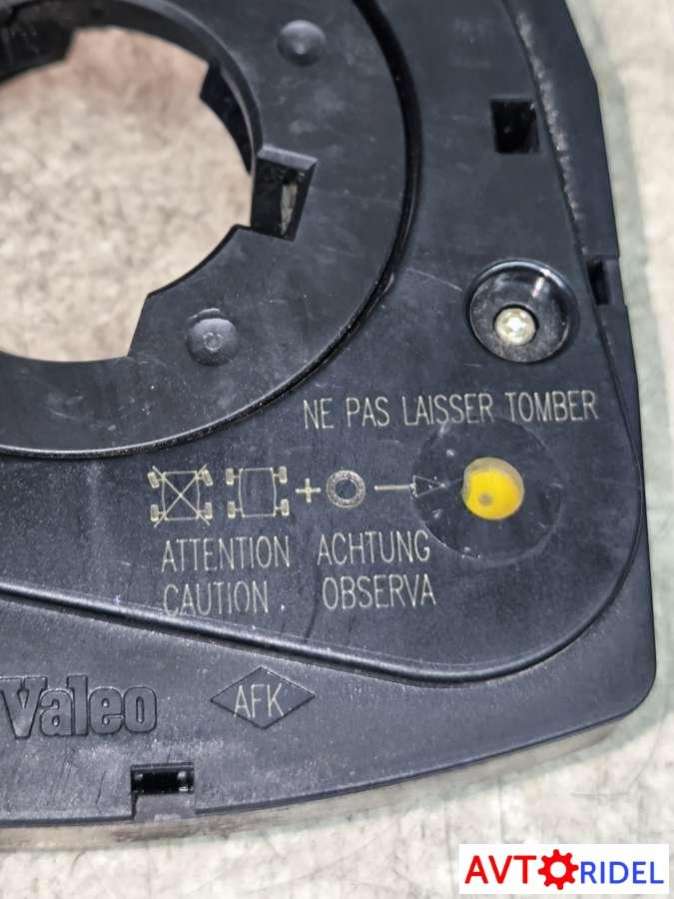 NE PAS LAISSER TOMBER
ATTENTION ACHTUNG
CAUTION OBSERVA
Valeo
AFK
AVTORIDEL